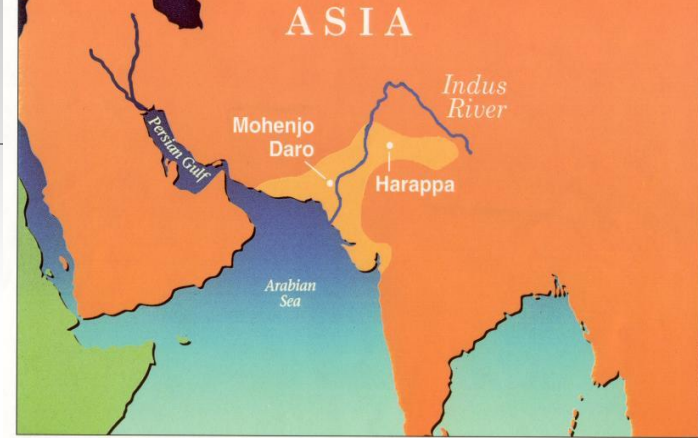 ASIA
Indus
River
Mohenjo
Daro
Persian Gulf
Harappa
Arabian
Sea